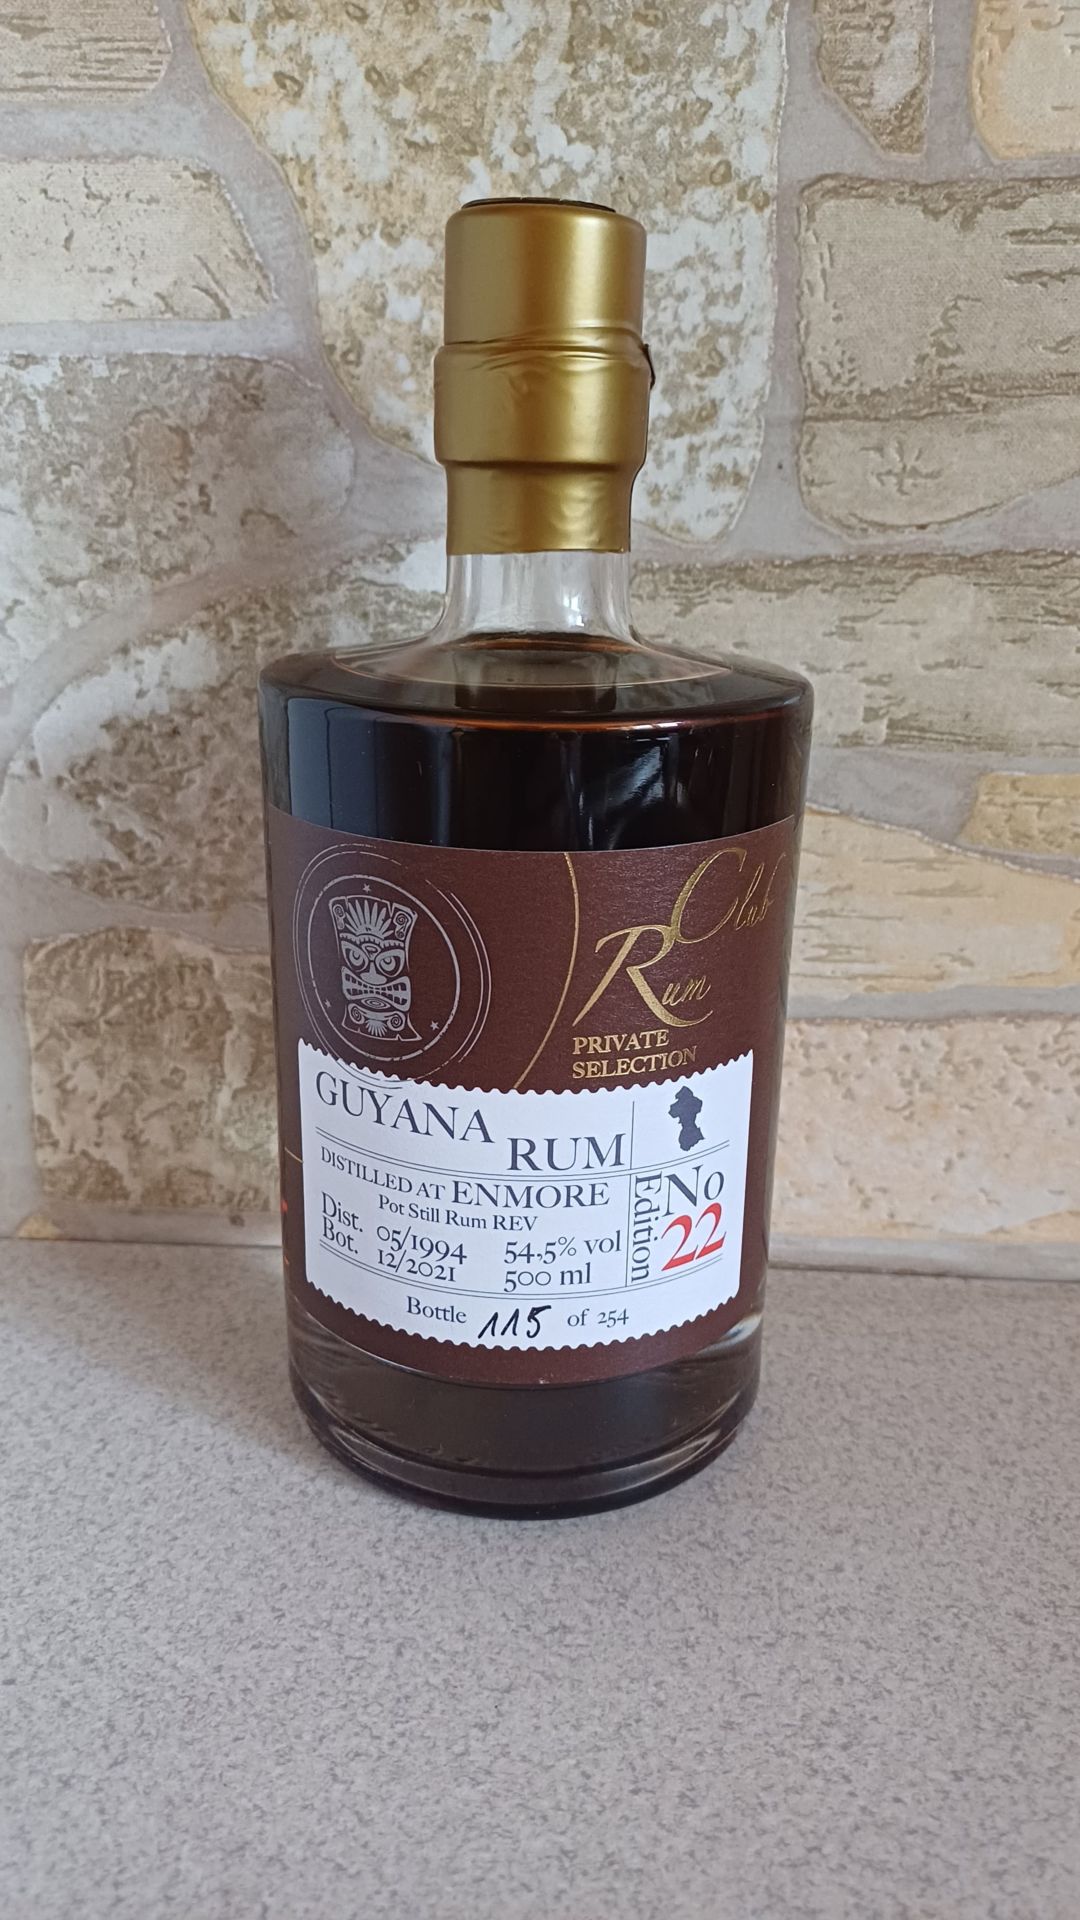 Rum Club
PRIVATE
SELECTION
GUYANA
RUM
DISTILLED AT ENMORE
Pot Still Rum REV
Dist. 05/1994 54,5% vol
Bot. 12/2021 500 ml
Edition
No
22
Bottle 115 of 254